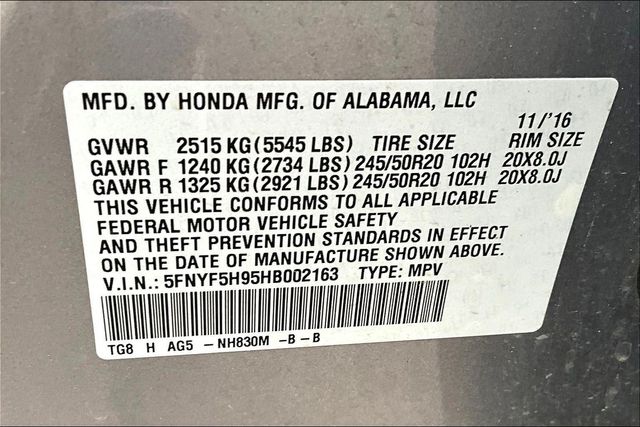 MFD. BY HONDA MFG. OF ALABAMA, LLC
11/'16
GVWR 2515 KG (5545 LBS) TIRE SIZE RIM SIZE
GAWR F 1240 KG (2734 LBS) 245/50R20 102H 20X8.0J
GAWR R 1325 KG (2921 LBS) 245/50R20 102H 20X8.0J
THIS VEHICLE CONFORMS TO ALL APPLICABLE
FEDERAL MOTOR VEHICLE SAFETY
AND THEFT PREVENTION STANDARDS IN EFFECT
ON THE DATE OF MANUFACTURE SHOWN ABOVE.
V.I.N.: 5FNYF5H95HB002163 TYPE: MPV
TG8 H AG5 -NH830M -B-B